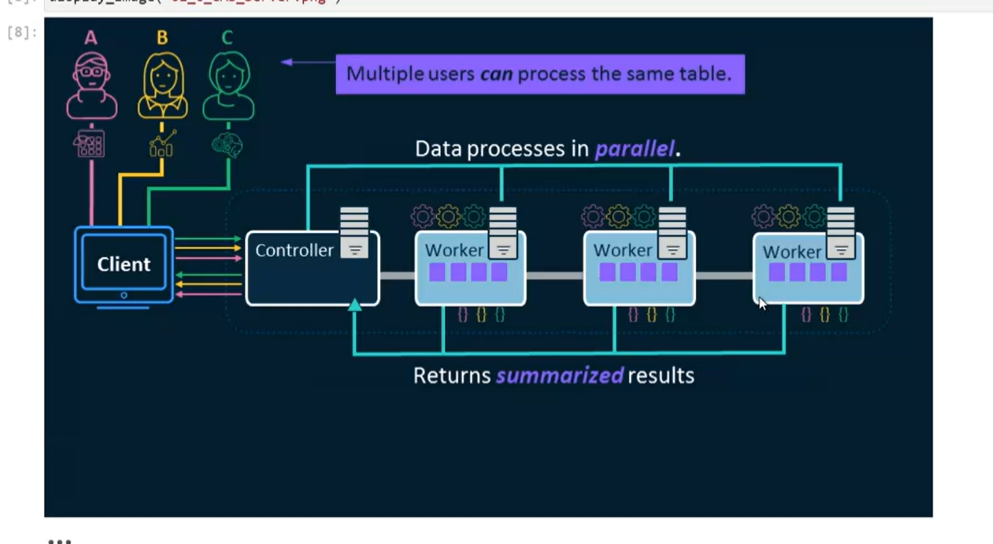 [8]:
A B C
Multiple users can process the same table.
Data processes in parallel.
Client
Controller
Worker
Worker
Worker
{} {} {}
{} {} {}
{} {} {}
Returns summarized results
...